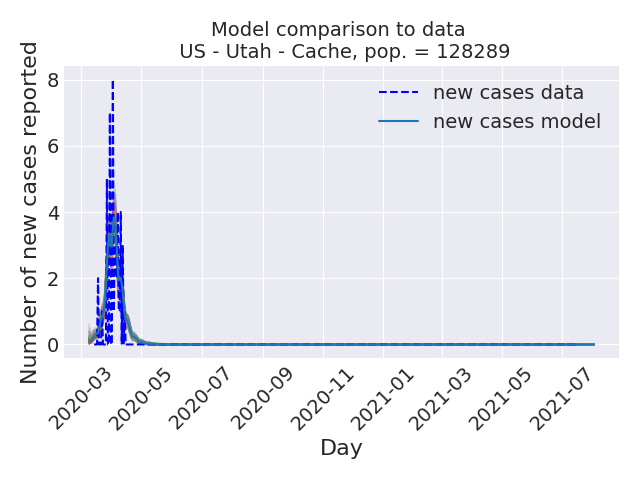 Model comparison to data
US - Utah - Cache, pop. = 128289
Number of new cases reported
8
6
4
2
0
new cases data
new cases model
2020-03
2020-05
2020-07
2020-09
2020-11
2021-01
2021-03
2021-05
2021-07
Day